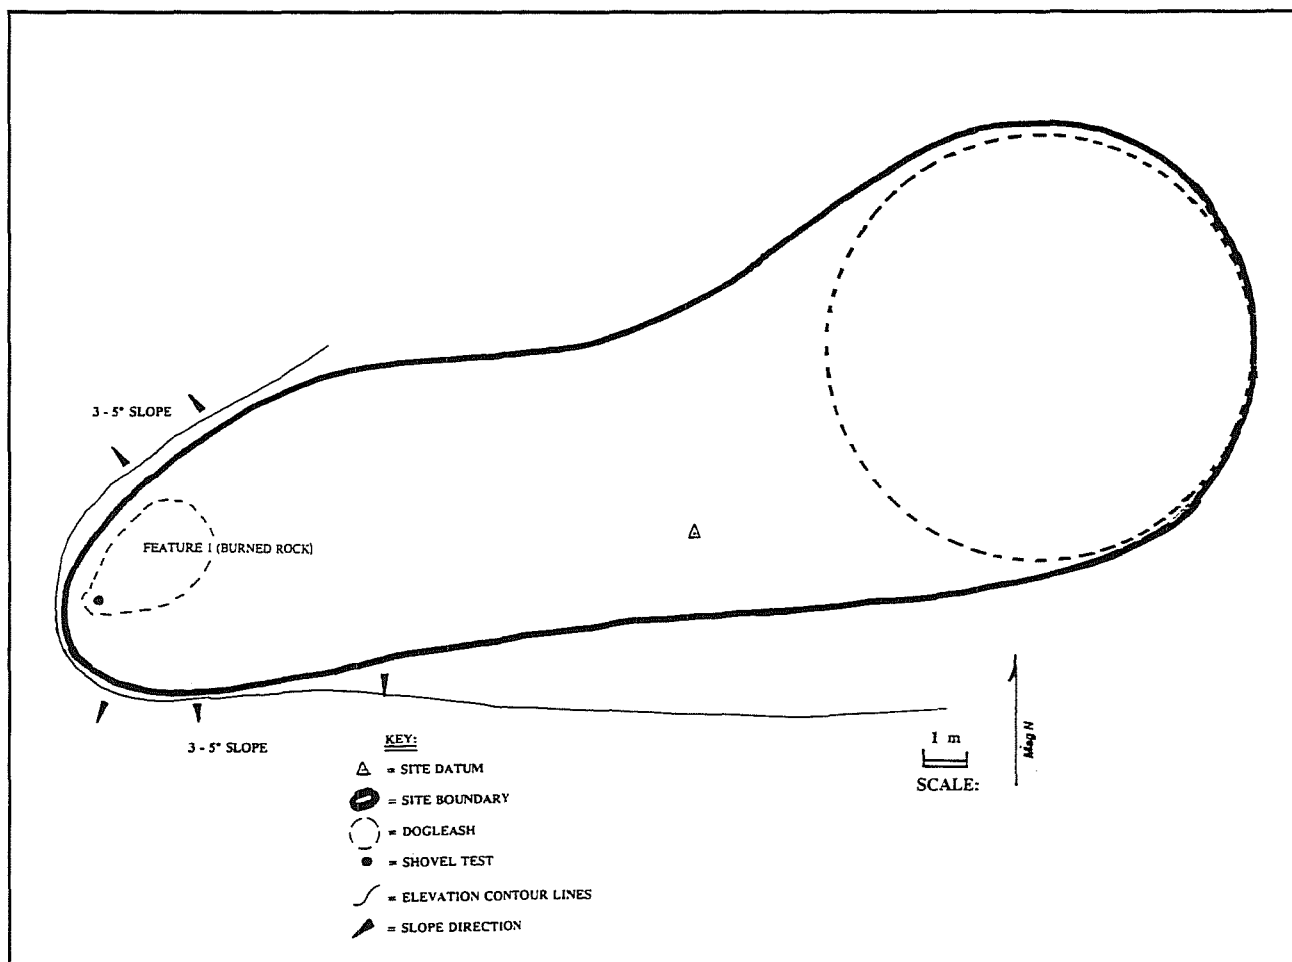 3 - 5° SLOPE
FEATURE 1 (BURNED ROCK)
3 - 5° SLOPE
KEY:
= SITE DATUM
= SITE BOUNDARY
= DOGLEASH
= SHOVEL TEST
= ELEVATION CONTOUR LINES
= SLOPE DIRECTION
1 m
SCALE:
Mag N